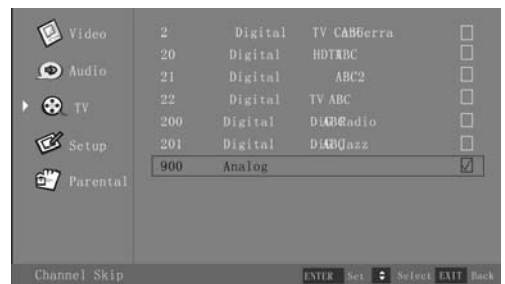 Video
Audio
TV
Setup
Parental
2 Digital TV
20 Digital
21 Digital ABC2
22 Digital TV ABC
200 Digital
201 Digital
900 Analog
Channel Skip ENTER Set Select EXIT Back